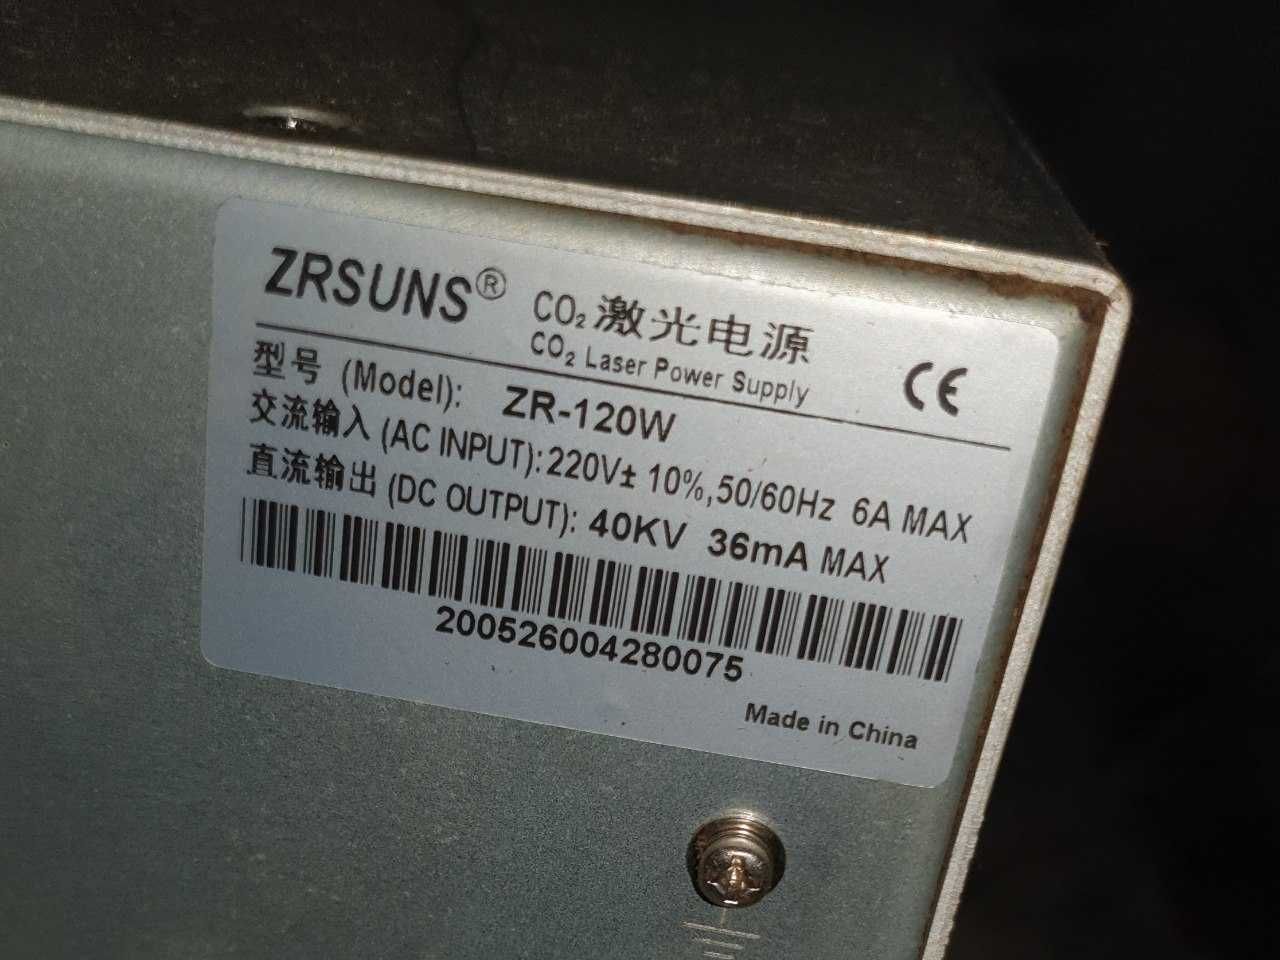 ZRSUNS® CO₂激光电源
CO₂ Laser Power Supply
CE
型号 (Model): ZR-120W
交流输入 (AC INPUT):220V± 10%,50/60Hz 6A MAX
直流输出 (DC OUTPUT): 40KV 36mA MAX
200526004280075
Made in China